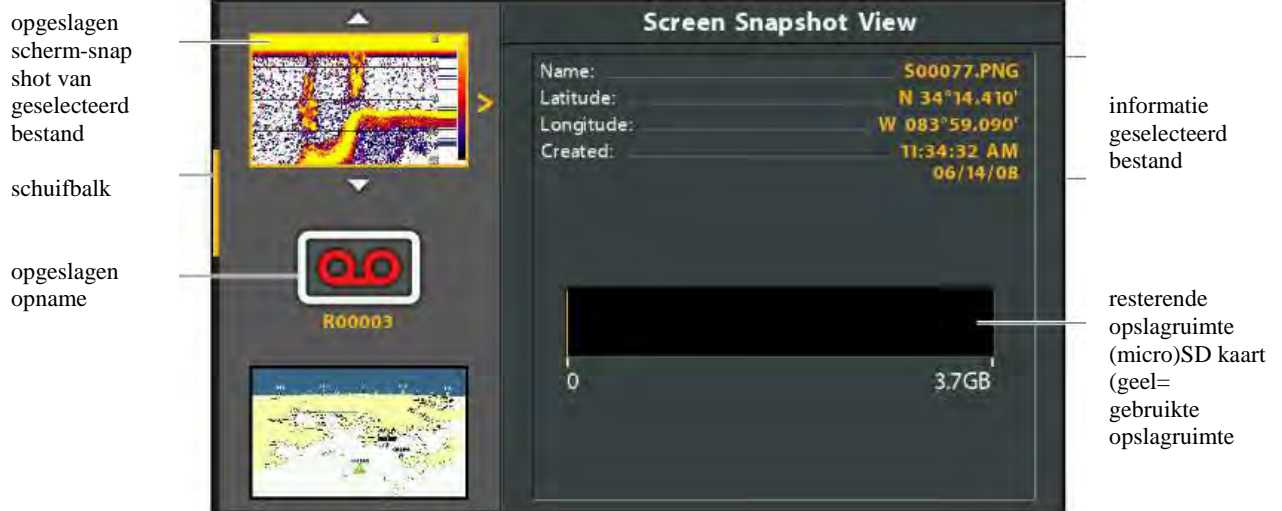 opgeslagen
scherm-snap
shot van
geselecteerd
bestand
schuifbalk
opgeslagen
opname
R00003
Screen Snapshot View
Name: S00077.PNG
Latitude: N 34°14.410'
Longitude: W 083°59.090'
Created: 11:34:32 AM
06/14/08
0 3.7GB
informatie
geselecteerd
bestand
resterende
opslagruimte
(micro)SD kaart
(geel=
gebruikte
opslagruimte